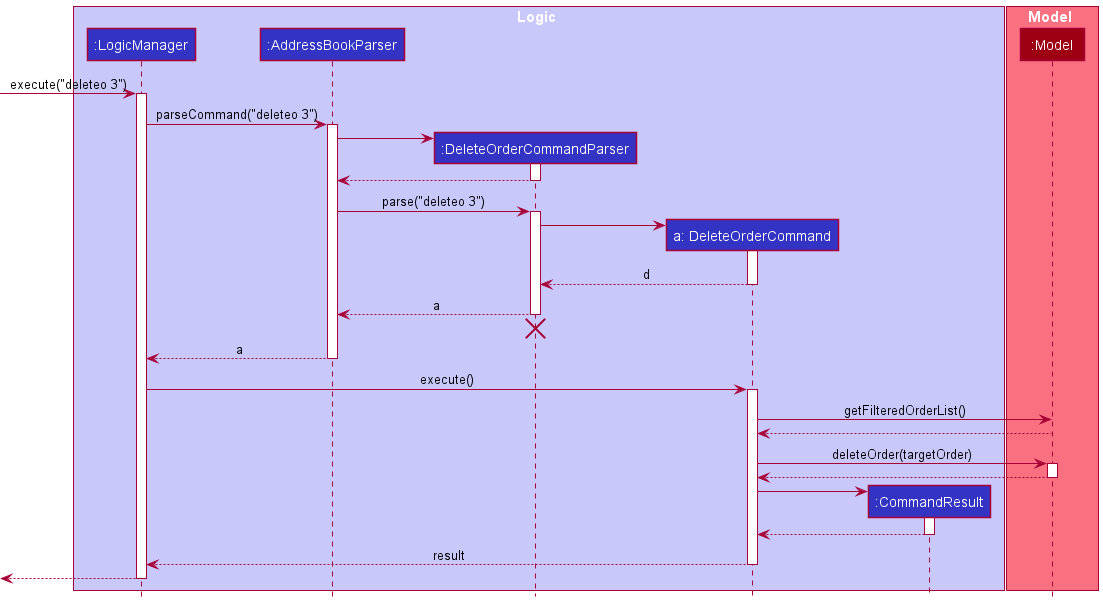 Logic
Model
:LogicManager
:AddressBookParser
:Model
execute("deleteo 3")
parseCommand("deleteo 3")
:DeleteOrderCommandParser
parse("deleteo 3")
a: DeleteOrderCommand
d
a
a
execute()
getFilteredOrderList()
deleteOrder(targetOrder)
:CommandResult
result